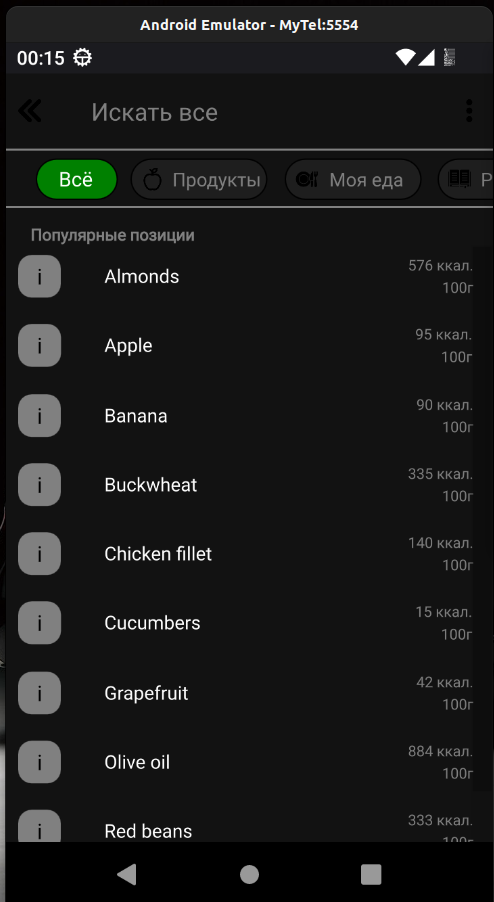 Android Emulator - MyTel:5554
00:15
Искать все
Всё
Продукты
Моя еда
Р
Популярные позиции
i
Almonds
576 ккал.
100г
i
Apple
95 ккал.
100г
i
Banana
90 ккал.
100г
i
Buckwheat
335 ккал.
100г
i
Chicken fillet
140 ккал.
100г
i
Cucumbers
15 ккал.
100г
i
Grapefruit
42 ккал.
100г
i
Olive oil
884 ккал.
100г
i
Red beans
333 ккал.
100г